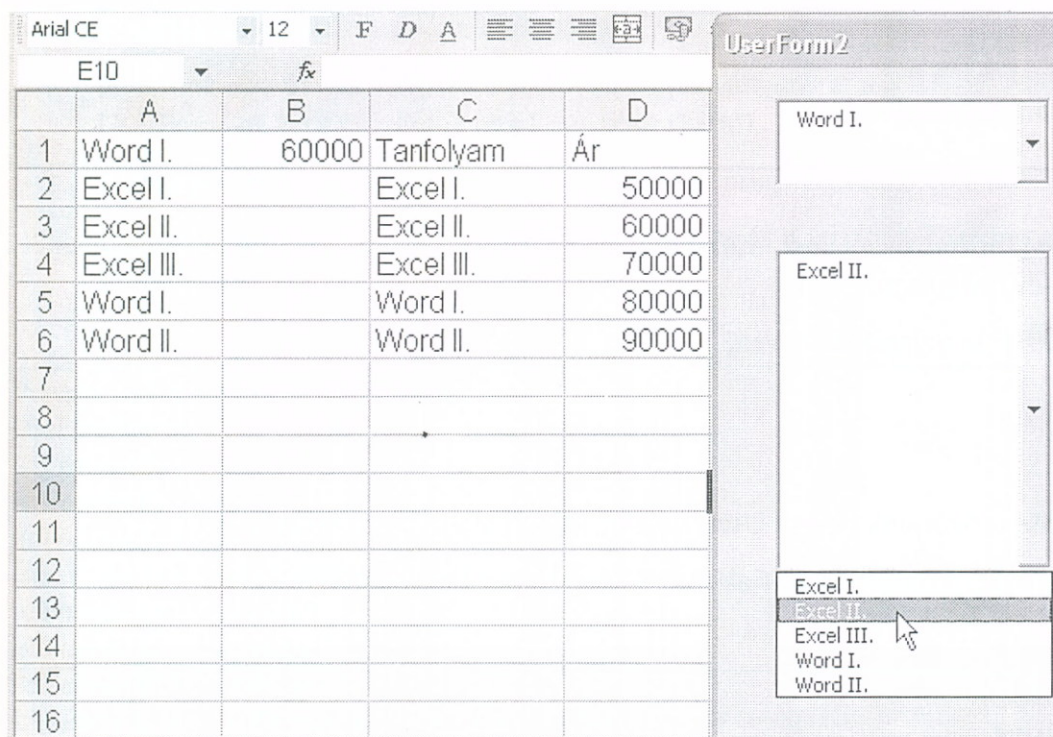 Arial CE 12 F D A
UserForm2
E10 fx
A B C D
1 Word I. 60000 Tanfolyam Ár
2 Excel I. Excel I. 50000
3 Excel II. Excel II. 60000
4 Excel III. Excel III. 70000
5 Word I. Word I. 80000
6 Word II. Word II. 90000
7
8
9
10
11
12
13
14
15
16
Word I.
Excel II.
Excel I.
Excel II.
Excel III.
Word I.
Word II.